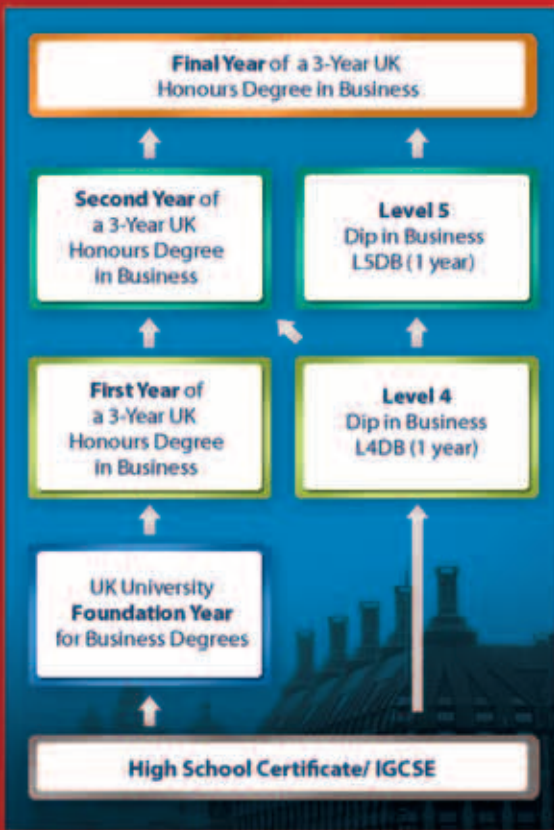 Final Year of a 3-Year UK
Honours Degree in Business
Second Year of
a 3-Year UK
Honours Degree
in Business
Level 5
Dip in Business
L5DB (1 year)
First Year of
a 3-Year UK
Honours Degree
in Business
Level 4
Dip in Business
L4DB (1 year)
UK University
Foundation Year
for Business Degrees
High School Certificate/ IGCSE